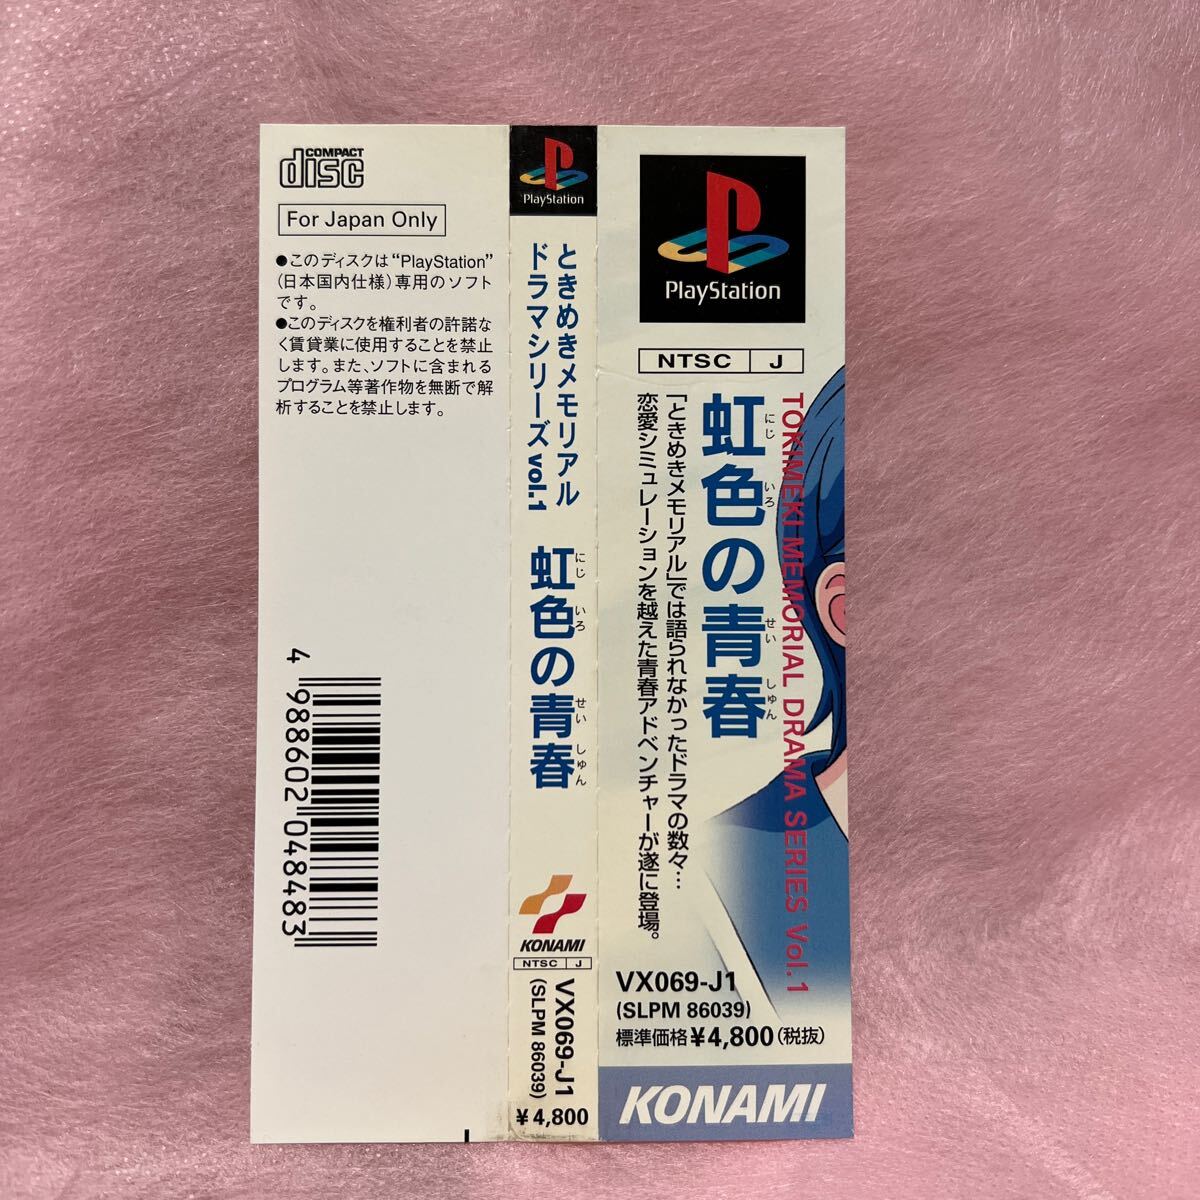 COMPACT
disc
For Japan Only
●このディスクは“PlayStation”
(日本国内仕様)専用のソフト
です。
●このディスクを権利者の許諾な
く賃貸業に使用することを禁止
します。また、ソフトに含まれる
プログラム等著作物を無断で解
析することを禁止します。
4 988602 048483
PlayStation
ときめきメモリアル
ドラマシリーズ vol.1
虹色の青春
にじ いろ せい しゅん
KONAMI
NTSC J
VX069-J1
(SLPM 86039)
¥4,800
PlayStation
NTSC J
TOKIMEKI MEMORIAL DRAMA SERIES Vol.1
虹色の青春
にじ いろ せい しゅん
「ときめきメモリアル」では語られなかったドラマの数々…
恋愛シミュレーションを越えた青春アドベンチャーが遂に登場。
VX069-J1
(SLPM 86039)
標準価格¥4,800(税抜)
KONAMI